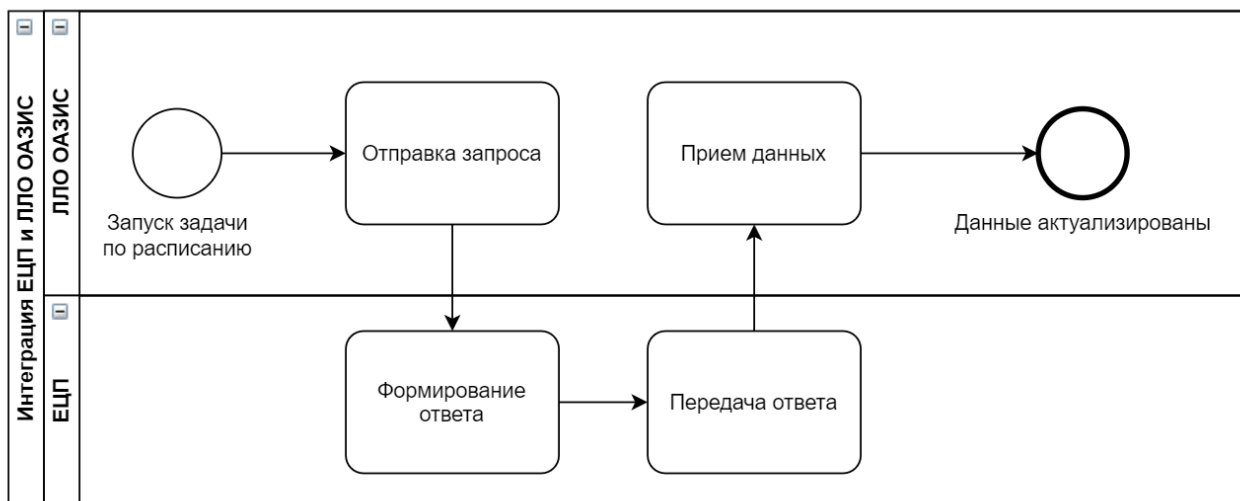 Интеграция ЕЦП и ЛЛО ОАЗИС
ЛЛО ОАЗИС
Запуск задачи
по расписанию
Отправка запроса
Прием данных
Данные актуализированы
ЕЦП
Формирование
ответа
Передача ответа